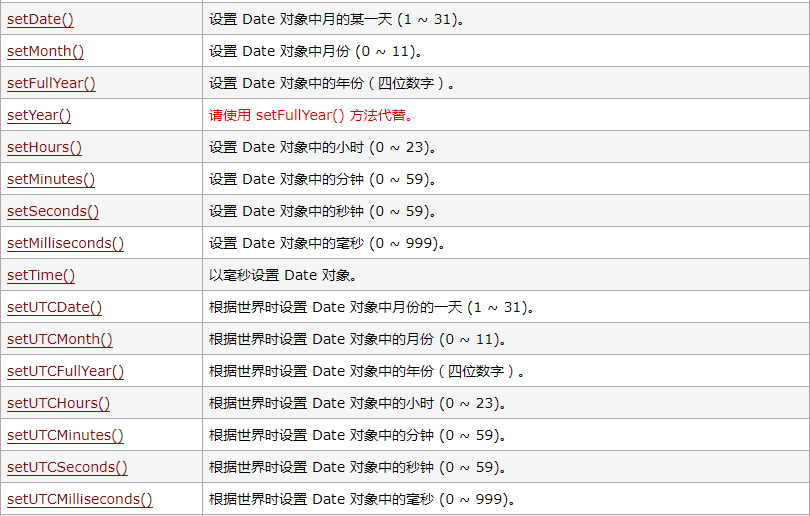 setDate() 设置 Date 对象中月的某一天 (1 ~ 31)。
setMonth() 设置 Date 对象中月份 (0 ~ 11)。
setFullYear() 设置 Date 对象中的年份（四位数字）。
setYear() 请使用 setFullYear() 方法代替。
setHours() 设置 Date 对象中的小时 (0 ~ 23)。
setMinutes() 设置 Date 对象中的分钟 (0 ~ 59)。
setSeconds() 设置 Date 对象中的秒钟 (0 ~ 59)。
setMilliseconds() 设置 Date 对象中的毫秒 (0 ~ 999)。
setTime() 以毫秒设置 Date 对象。
setUTCDate() 根据世界时设置 Date 对象中月份的一天 (1 ~ 31)。
setUTCMonth() 根据世界时设置 Date 对象中的月份 (0 ~ 11)。
setUTCFullYear() 根据世界时设置 Date 对象中的年份（四位数字）。
setUTCHours() 根据世界时设置 Date 对象中的小时 (0 ~ 23)。
setUTCMinutes() 根据世界时设置 Date 对象中的分钟 (0 ~ 59)。
setUTCSeconds() 根据世界时设置 Date 对象中的秒钟 (0 ~ 59)。
setUTCMilliseconds() 根据世界时设置 Date 对象中的毫秒 (0 ~ 999)。